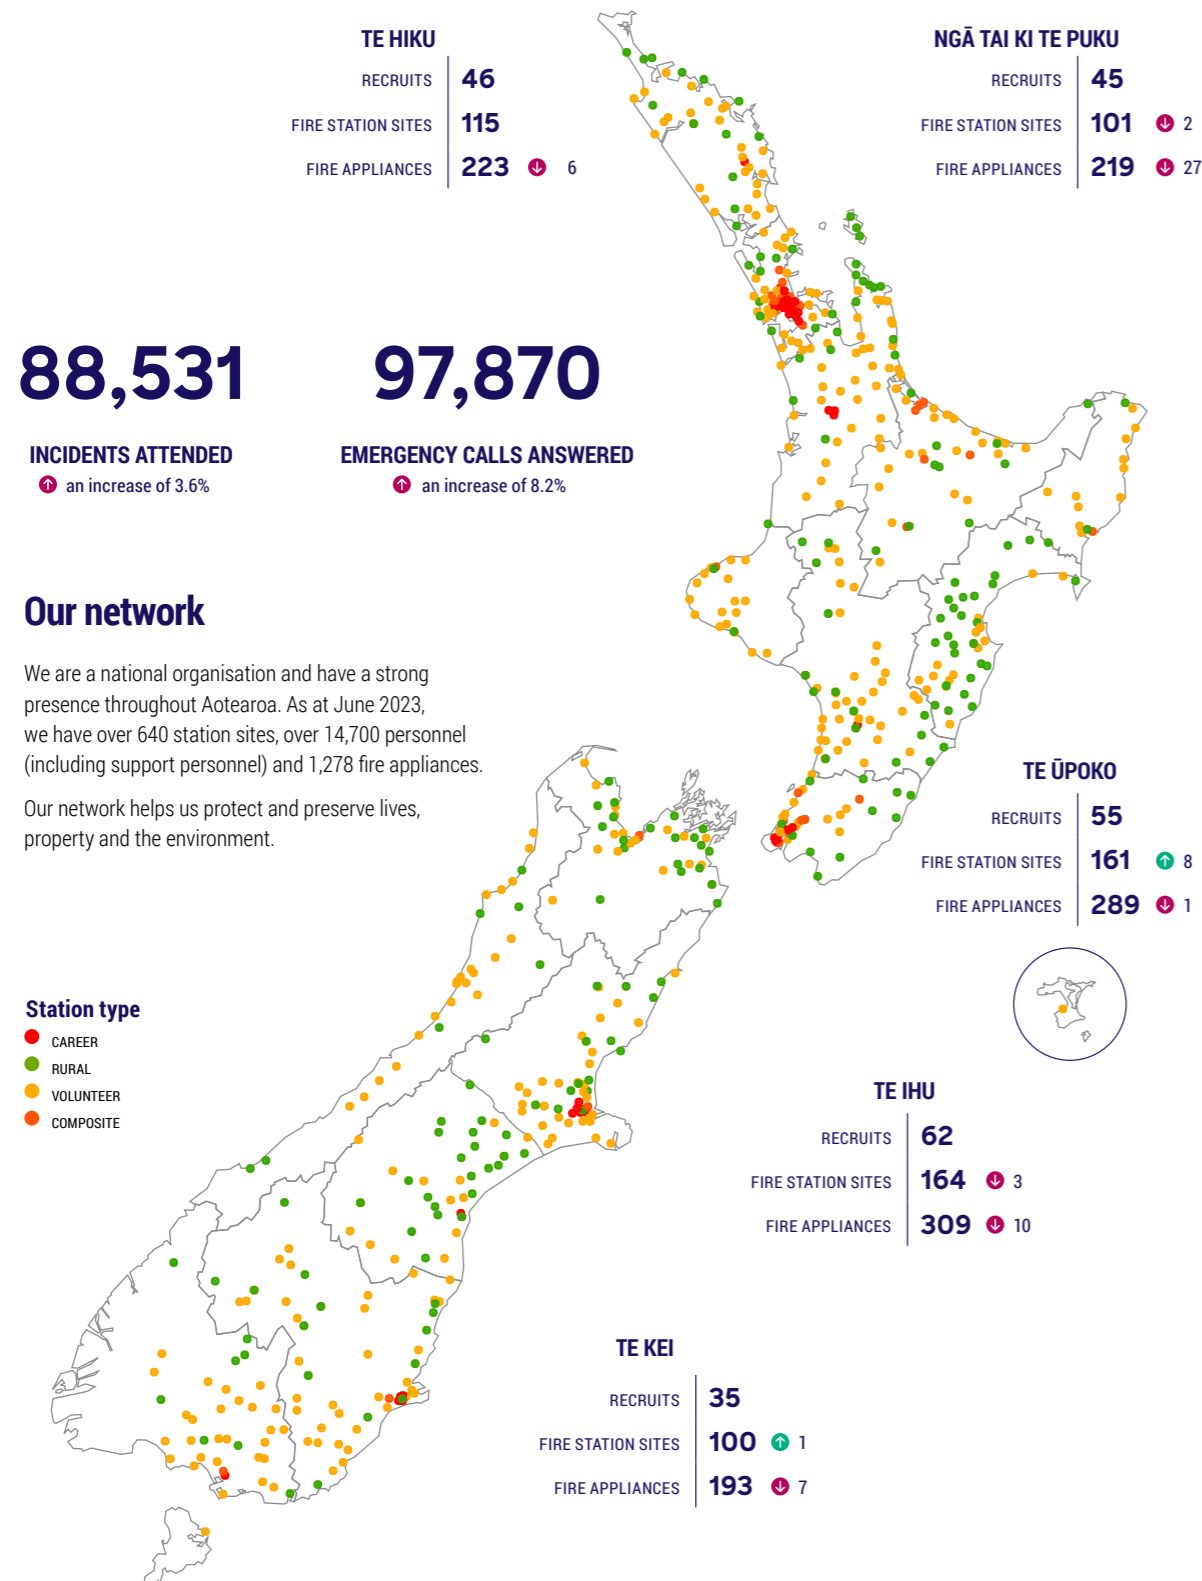 TE HIKU
RECRUITS 46
FIRE STATION SITES 115
FIRE APPLIANCES 223 6
NGĀ TAI KI TE PUKU
RECRUITS 45
FIRE STATION SITES 101 2
FIRE APPLIANCES 219 27
88,531
INCIDENTS ATTENDED
an increase of 3.6%
97,870
EMERGENCY CALLS ANSWERED
an increase of 8.2%
Our network
We are a national organisation and have a strong
presence throughout Aotearoa. As at June 2023,
we have over 640 station sites, over 14,700 personnel
(including support personnel) and 1,278 fire appliances.
Our network helps us protect and preserve lives,
property and the environment.
TE ŪPOKO
RECRUITS 55
FIRE STATION SITES 161 8
FIRE APPLIANCES 289 1
Station type
CAREER
RURAL
VOLUNTEER
COMPOSITE
TE IHU
RECRUITS 62
FIRE STATION SITES 164 3
FIRE APPLIANCES 309 10
TE KEI
RECRUITS 35
FIRE STATION SITES 100 1
FIRE APPLIANCES 193 7